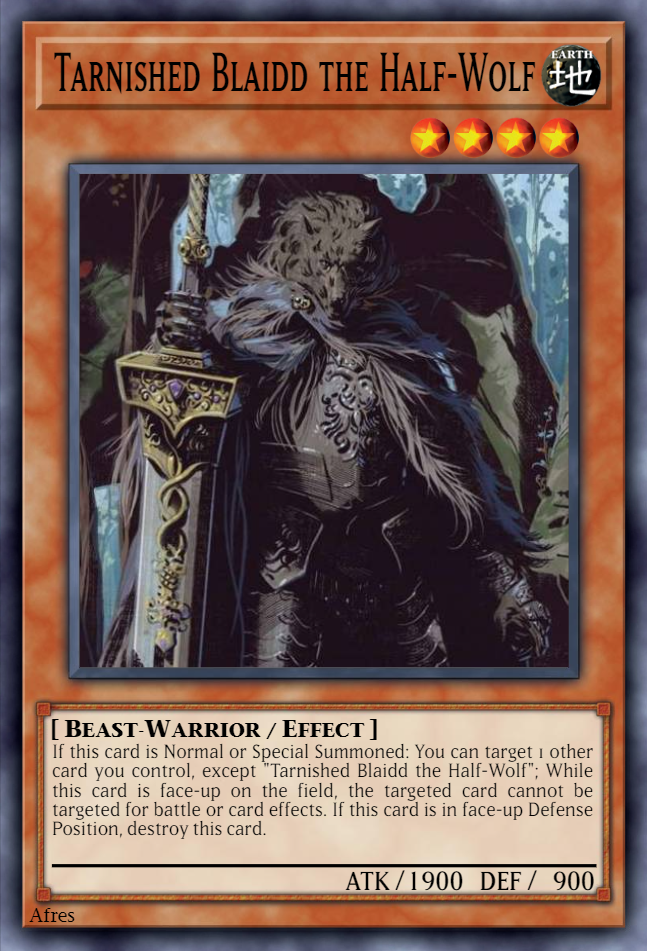 Tarnished Blaidd the Half-Wolf
EARTH
地
[ Beast-Warrior / Effect ]
If this card is Normal or Special Summoned: You can target 1 other
card you control, except "Tarnished Blaidd the Half-Wolf"; While
this card is face-up on the field, the targeted card cannot be
targeted for battle or card effects. If this card is in face-up Defense
Position, destroy this card.
ATK / 1900 DEF / 900
Afres